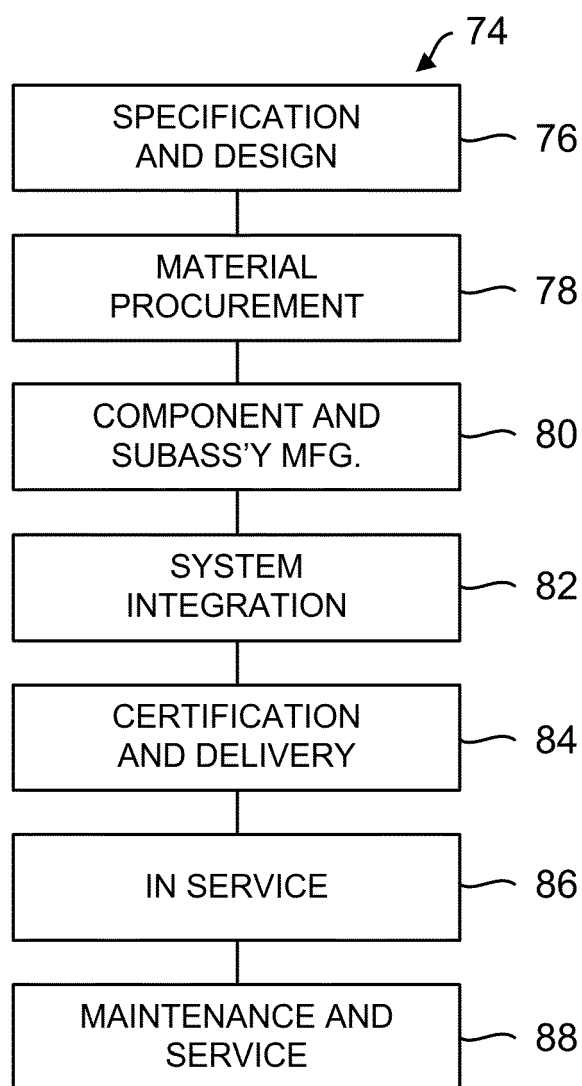 74
SPECIFICATION
AND DESIGN
76
MATERIAL
PROCUREMENT
78
COMPONENT AND
SUBASS’Y MFG.
80
SYSTEM
INTEGRATION
82
CERTIFICATION
AND DELIVERY
84
IN SERVICE
86
MAINTENANCE AND
SERVICE
88